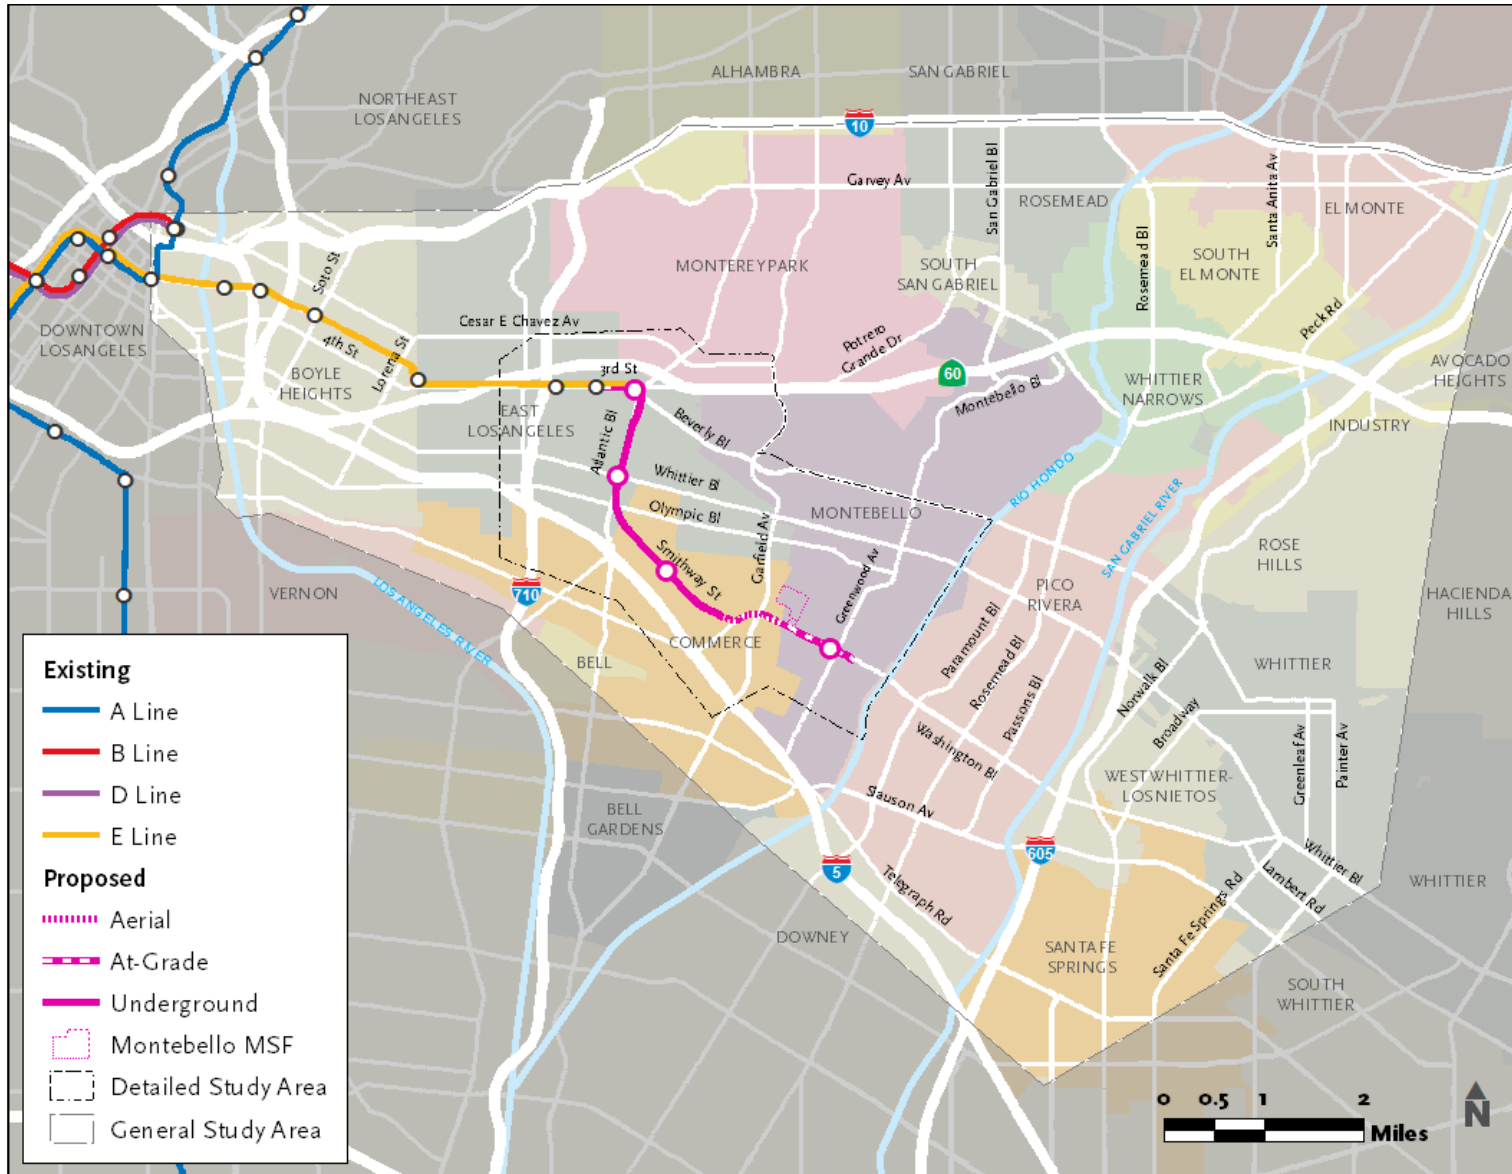 ALHAMBRA
SAN GABRIEL
NORTHEAST
LOS ANGELES
10
Garvey Av
San Gabriel Bl
ROSEMEAD
Santa Anita Av
EL MONTE
Rosemead Bl
SOUTH
EL MONTE
MONTEREY PARK
SOUTH
SAN GABRIEL
Soto St
Peck Rd
DOWNTOWN
LOS ANGELES
Cesar E Chavez Av
4th St
Lorena St
Potrero
Grande Dr
60
BOYLE
HEIGHTS
3rd St
Montebello Bl
WHITTIER
NARROWS
AVOCADO
HEIGHTS
EAST
LOS ANGELES
Atlantic Bl
Beverly Bl
INDUSTRY
Whittier Bl
RIO HONDO
SAN GABRIEL RIVER
Olympic Bl
MONTEBELLO
Garfield Av
Smithway St
Greenwood Av
ROSE
HILLS
VERNON
LOS ANGELES RIVER
710
PICO
RIVERA
HACIENDA
HILLS
COMMERCE
BELL
Paramount Bl
Rosemead Bl
Passons Bl
WHITTIER
Norwalk Bl
Broadway
Greenleaf Av
Painter Av
Washington Bl
WEST WHITTIER-
LOS NIETOS
Slauson Av
BELL
GARDENS
5
605
Telegraph Rd
Whittier Bl
Lambert Rd
WHITTIER
Santa Fe Springs Rd
DOWNEY
SANTA FE
SPRINGS
SOUTH
WHITTIER
Existing
A Line
B Line
D Line
E Line
Proposed
Aerial
At-Grade
Underground
Montebello MSF
Detailed Study Area
General Study Area
0 0.5 1 2
Miles
N